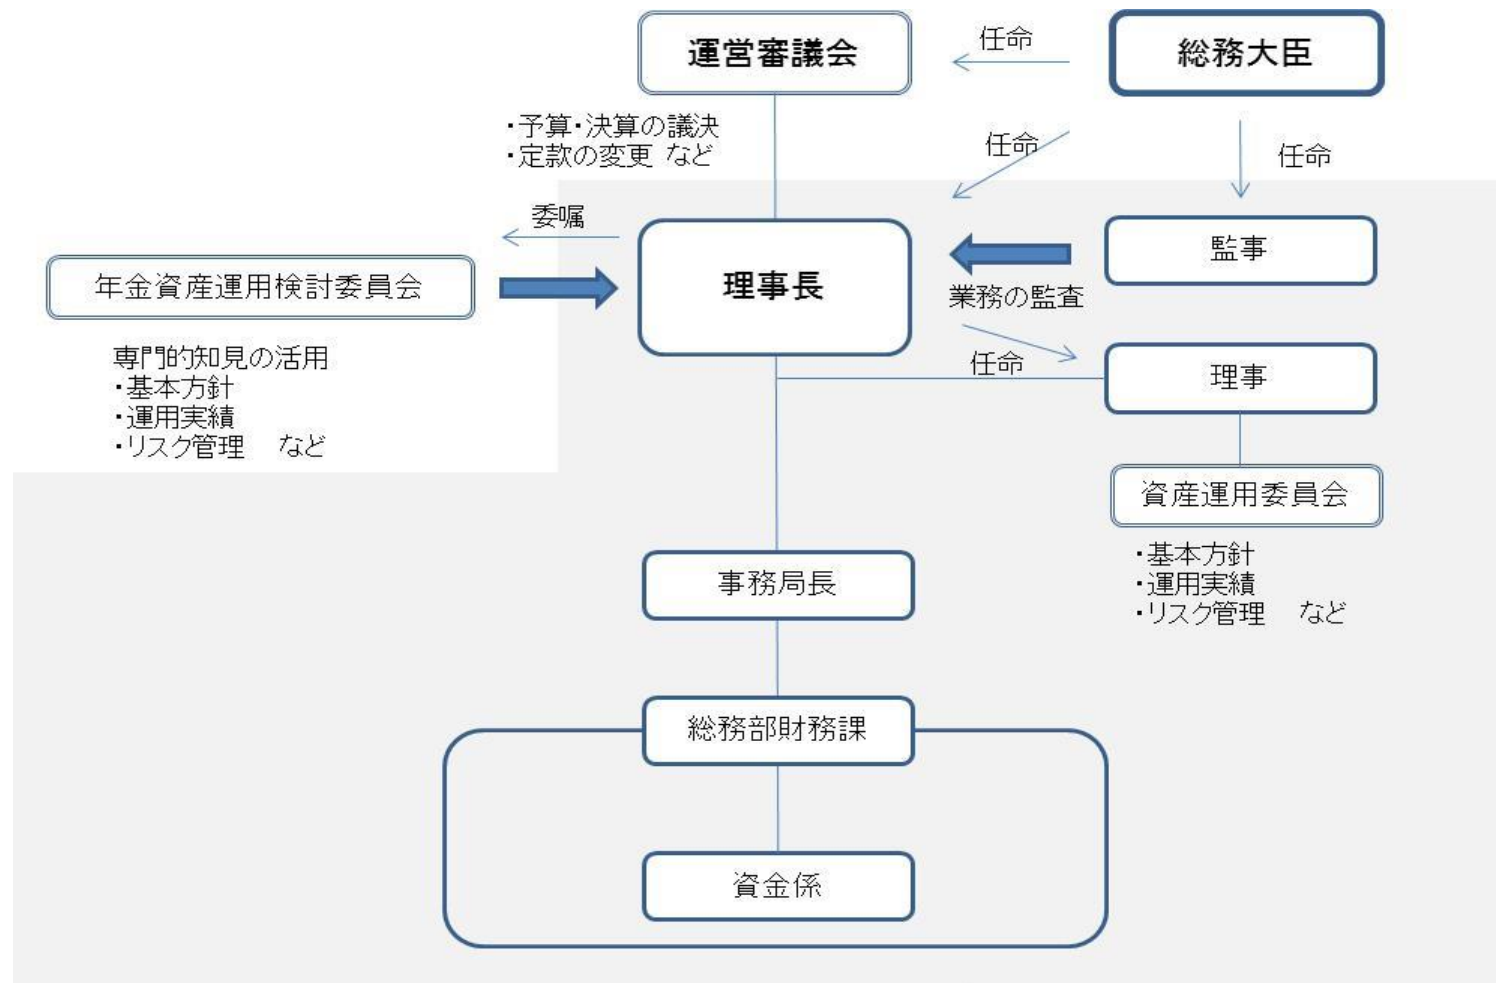 運営審議会
任命
総務大臣
・予算・決算の議決
・定款の変更 など
任命
任命
委嘱
年金資産運用検討委員会
理事長
監事
業務の監査
専門的知見の活用
・基本方針
・運用実績
・リスク管理 など
任命
理事
資産運用委員会
・基本方針
・運用実績
・リスク管理 など
事務局長
総務部財務課
資金係